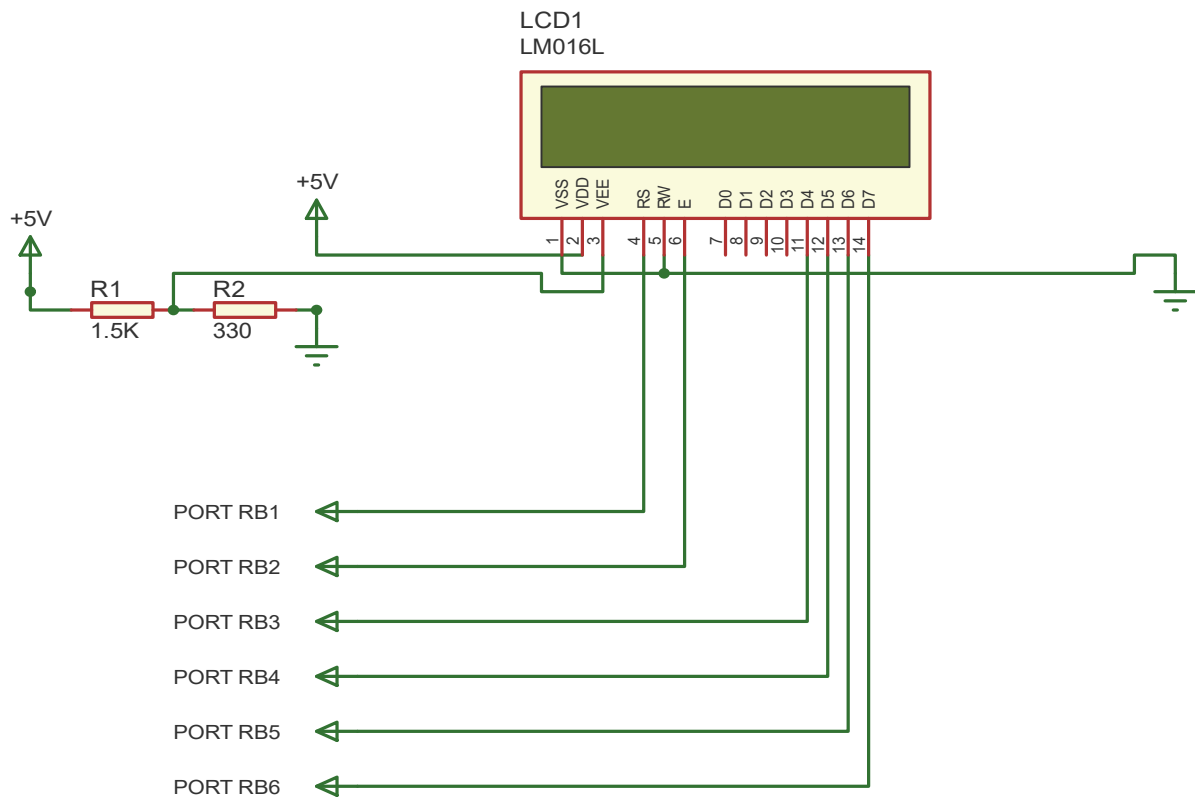 LCD1
LM016L
+5V
+5V
VSS
VDD
VEE
RS
RW
E
D0
D1
D2
D3
D4
D5
D6
D7
1
2
3
4
5
6
7
8
9
10
11
12
13
14
R1
1.5K
R2
330
PORT RB1
PORT RB2
PORT RB3
PORT RB4
PORT RB5
PORT RB6